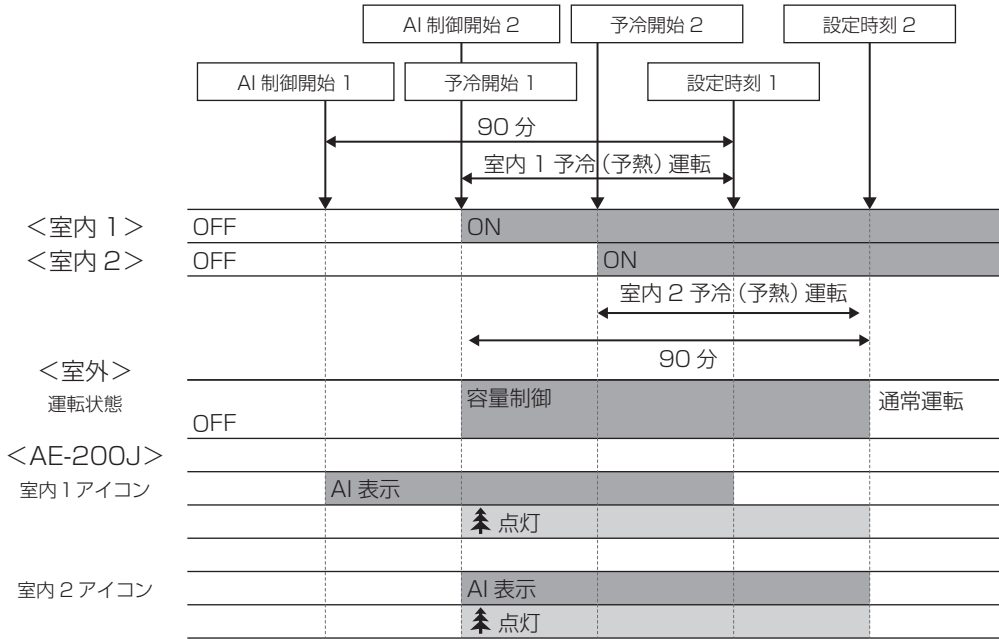 AI 制御開始 2
予冷開始 2
設定時刻 2
AI 制御開始 1
予冷開始 1
設定時刻 1
90 分
室内 1 予冷（予熱）運転
＜室内 1＞ OFF ON
＜室内 2＞ OFF ON
室内 2 予冷（予熱）運転
90 分
＜室外＞
運転状態
OFF
容量制御
通常運転
＜AE-200J＞
室内1アイコン AI 表示
点灯
室内 2 アイコン AI 表示
点灯